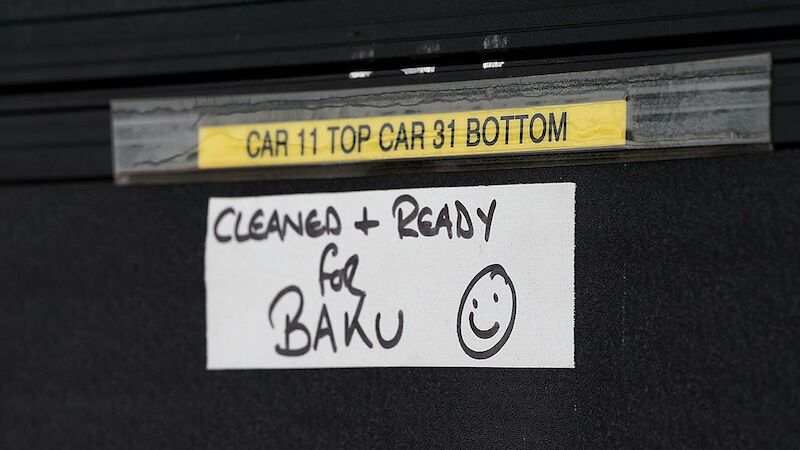 CAR 11 TOP CAR 31 BOTTOM
CLEANED + READY
FOR
BAKU